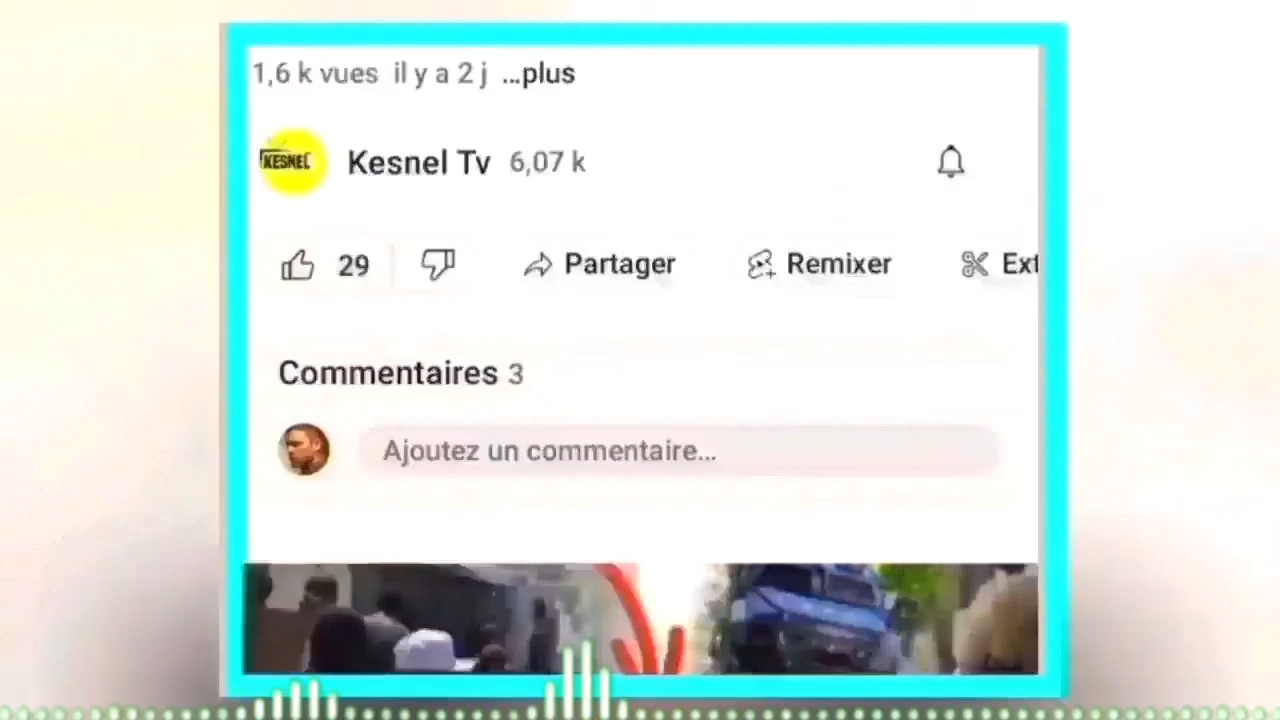 1,6 k vues il y a 2 j ...plus
KESNEL
Kesnel Tv 6,07 k
29 Partager Remixer Ext
Commentaires 3
Ajoutez un commentaire...